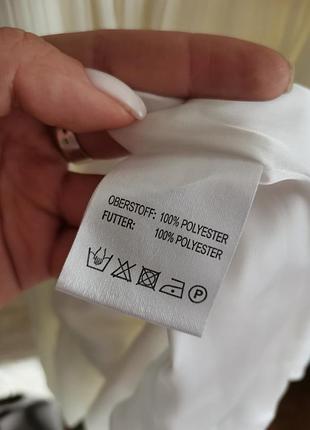 OBERSTOFF: 100% POLYESTER
FUTTER: 100% POLYESTER
P